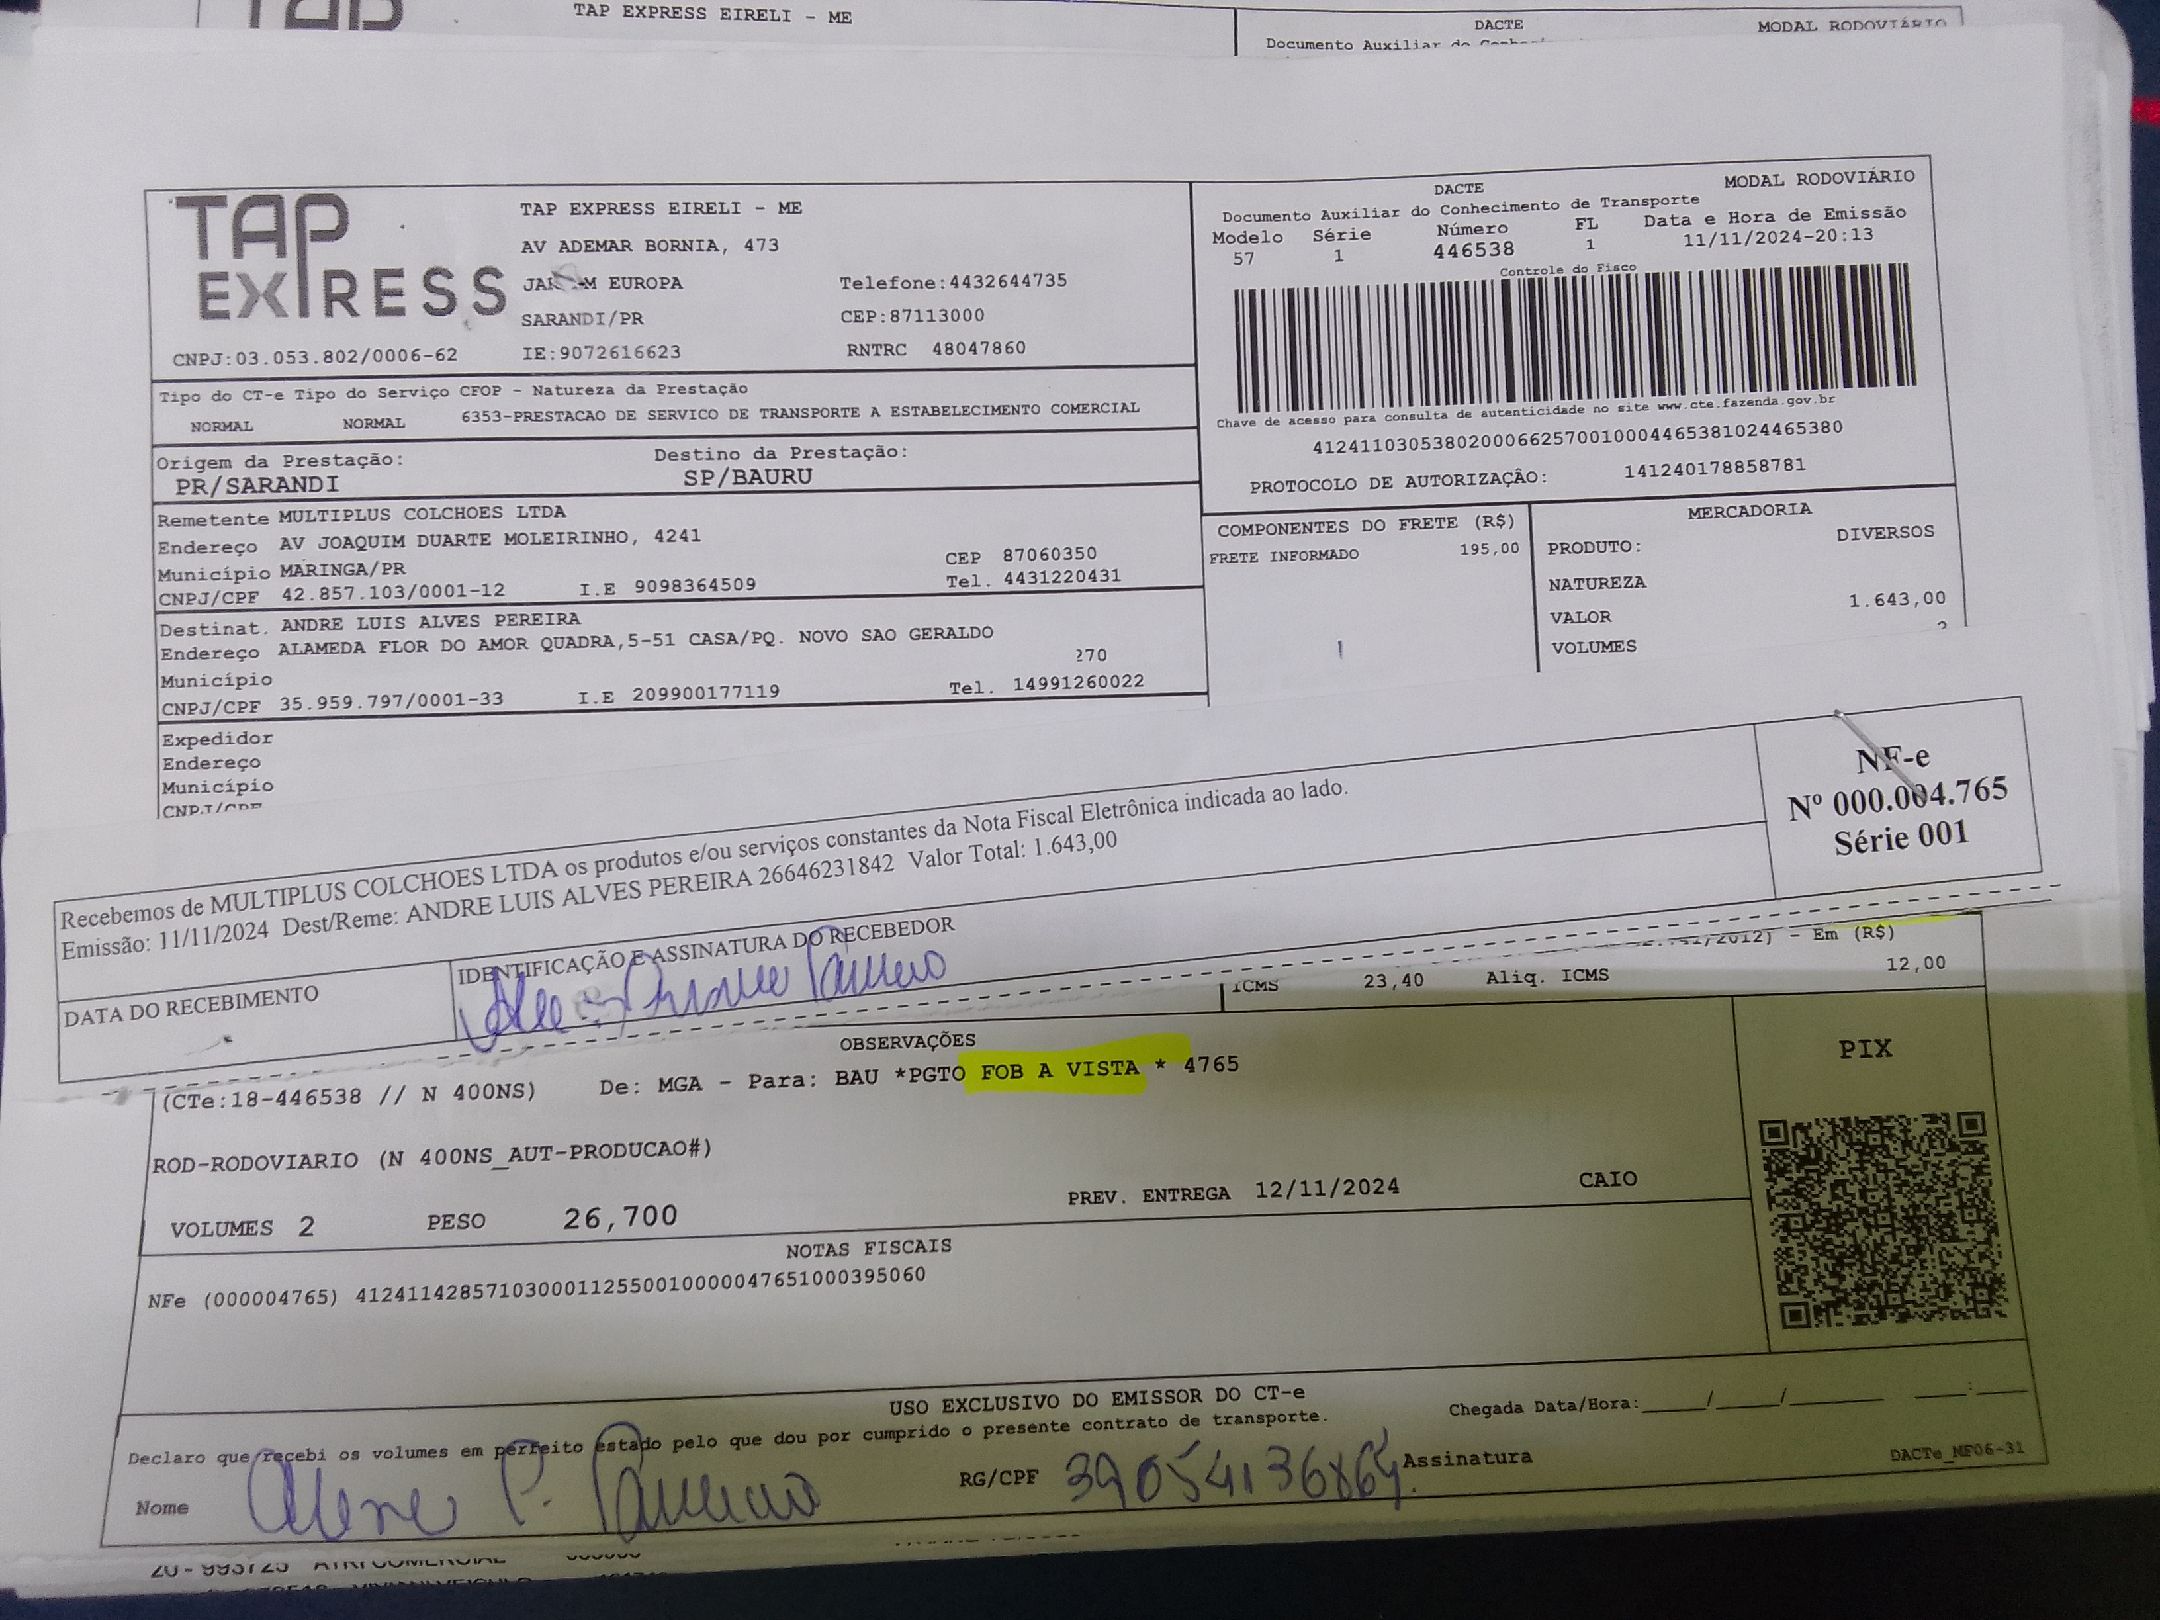 TAP EXPRESS EIRELI - ME
DACTE
MODAL RODOVIÁRIO
Documento Auxiliar do
TAP
EXPRESS
TAP EXPRESS EIRELI - ME
AV ADEMAR BORNIA, 473
EUROPA
Telefone:4432644735
SARANDI/PR
CEP:87113000
CNPJ:03.053.802/0006-62
IE:9072616623
RNTRC 48047860
DACTE
MODAL RODOVIÁRIO
Documento Auxiliar do Conhecimento de Transporte
Modelo Série Número FL Data e Hora de Emissão
57 1 446538 1 11/11/2024-20:13
Controle do Fisco
Chave de acesso para consulta de autenticidade no site www.cte.fazenda.gov.br
41241103053802000662570010004465381024465380
PROTOCOLO DE AUTORIZAÇÂO: 141240178858781
Tipo do CT-e Tipo do Serviço CFOP - Natureza da Prestação
NORMAL NORMAL 6353-PRESTACAO DE SERVICO DE TRANSPORTE A ESTABELECIMENTO COMERCIAL
Origem da Prestação: Destino da Prestação:
PR/SARANDI SP/BAURU
Remetente MULTIPLUS COLCHOES LTDA
Endereço AV JOAQUIM DUARTE MOLEIRINHO, 4241
CEP 87060350
Município MARINGA/PR
Tel. 4431220431
CNPJ/CPF 42.857.103/0001-12 I.E 9098364509
COMPONENTES DO FRETE (R$)
FRETE INFORMADO 195,00
MERCADORIA
PRODUTO: DIVERSOS
NATUREZA
VALOR 1.643,00
VOLUMES
Destinat. ANDRE LUIS ALVES PEREIRA
Endereço ALAMEDA FLOR DO AMOR QUADRA,5-51 CASA/PQ. NOVO SAO GERALDO
270
Município
Tel. 14991260022
CNPJ/CPF 35.959.797/0001-33 I.E 209900177119
Expedidor
Endereço
Município
CNPJ/CPF
Recebemos de MULTIPLUS COLCHOES LTDA os produtos e/ou serviços constantes da Nota Fiscal Eletrônica indicada ao lado.
Emissão: 11/11/2024 Dest/Reme: ANDRE LUIS ALVES PEREIRA 26646231842 Valor Total: 1.643,00
NF-e
Nº 000.004.765
Série 001
DATA DO RECEBIMENTO
IDENTIFICAÇÃO E ASSINATURA DO RECEBEDOR
/2012) - Em (R$)
ICMS 23,40 Aliq. ICMS 12,00
OBSERVAÇÕES
(CTe:18-446538 // N 400NS) De: MGA - Para: BAU *PGTO FOB A VISTA * 4765
PIX
ROD-RODOVIARIO (N 400NS_AUT-PRODUCAO#)
VOLUMES 2 PESO 26,700 PREV. ENTREGA 12/11/2024 CAIO
NOTAS FISCAIS
NFe (000004765) 41241142857103000112550010000047651000395060
USO EXCLUSIVO DO EMISSOR DO CT-e
Declaro que recebi os volumes em perfeito estado pelo que dou por cumprido o presente contrato de transporte.
Chegada Data/Hora:_____/_____/________ ____:____
Nome
RG/CPF 39054136864
Assinatura
DACTe_MF06-31
20-993725